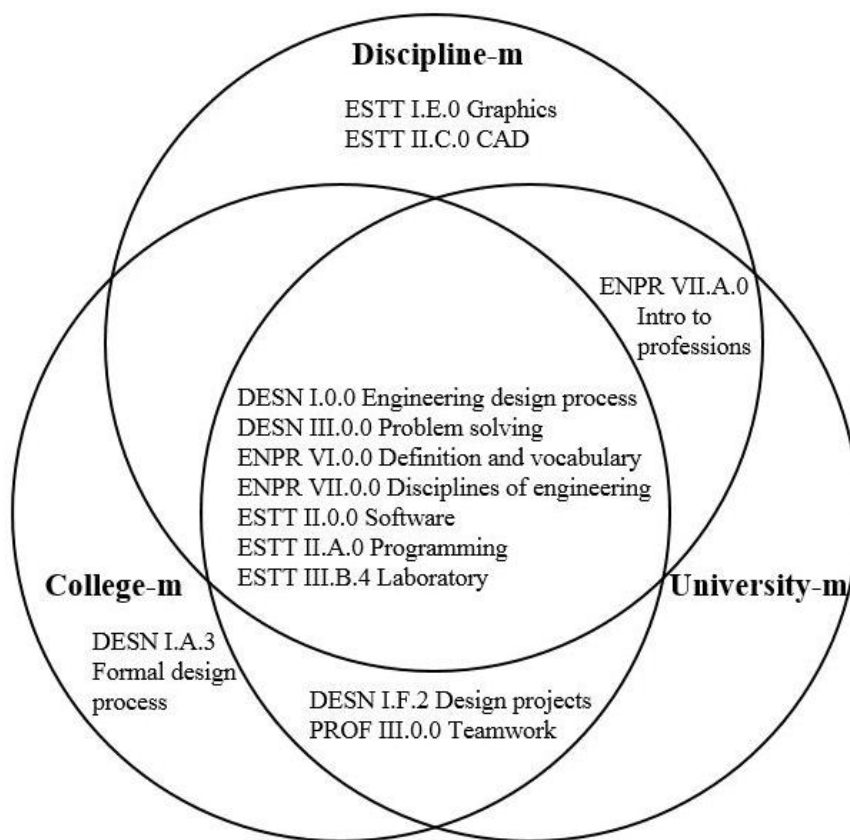 Discipline-m
ESTT I.E.0 Graphics
ESTT II.C.0 CAD
ENPR VII.A.0
Intro to
professions
DESN I.0.0 Engineering design process
DESN III.0.0 Problem solving
ENPR VI.0.0 Definition and vocabulary
ENPR VII.0.0 Disciplines of engineering
ESTT II.0.0 Software
ESTT II.A.0 Programming
ESTT III.B.4 Laboratory
College-m
University-m
DESN I.A.3
Formal design
process
DESN I.F.2 Design projects
PROF III.0.0 Teamwork